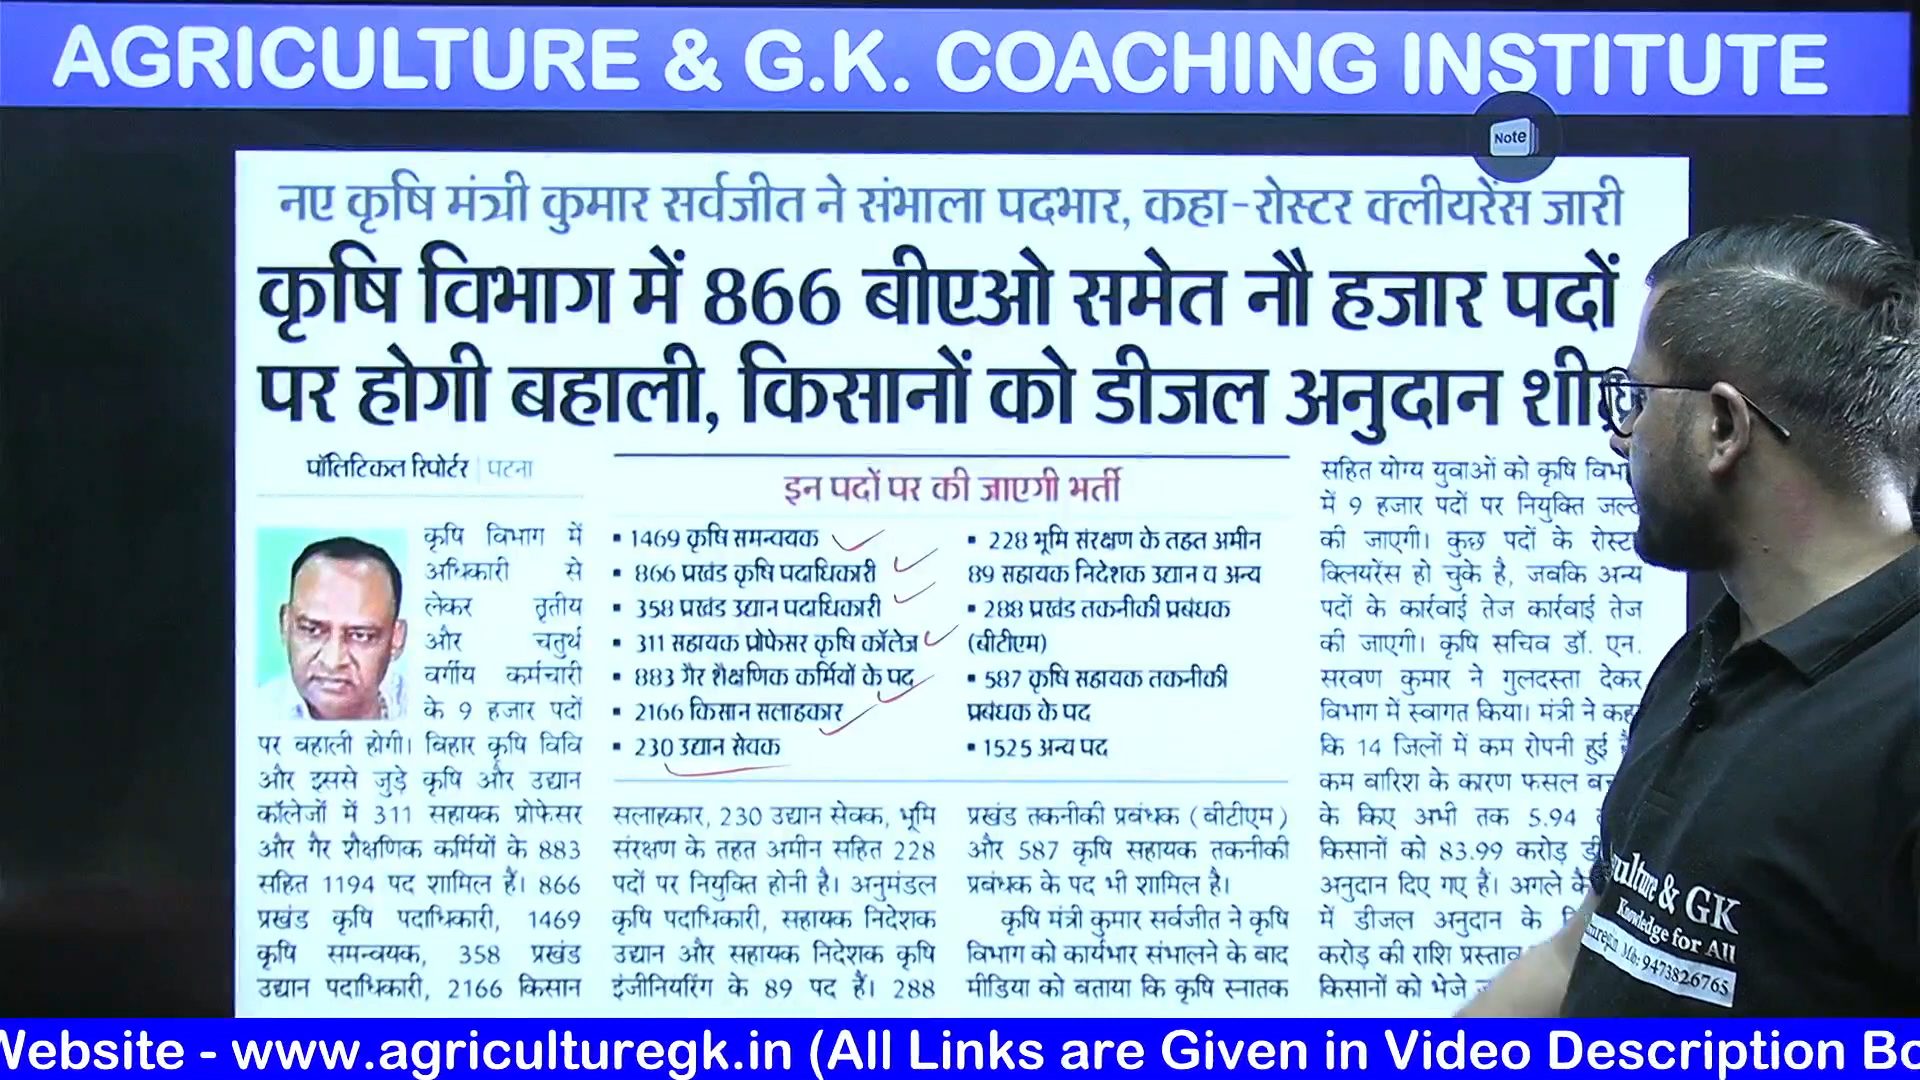 AGRICULTURE & G.K. COACHING INSTITUTE
Note
नए कृषि मंत्री कुमार सर्वजीत ने संभाला पदभार, कहा-रोस्टर क्लीयरेंस जारी
कृषि विभाग में 866 बीएओ समेत नौ हजार पदों
पर होगी बहाली, किसानों को डीजल अनुदान
पॉलिटिकल रिपोर्टर | पटना
कृषि विभाग में
अधिकारी से
लेकर तृतीय
और चतुर्थ
वर्गीय कर्मचारी
के 9 हजार पदों
पर बहाली होगी। बिहार कृषि विवि
और इससे जुड़े कृषि और उद्यान
कॉलेजों में 311 सहायक प्रोफेसर
और गैर शैक्षणिक कर्मियों के 883
सहित 1194 पद शामिल हैं। 866
प्रखंड कृषि पदाधिकारी, 1469
कृषि समन्वयक, 358 प्रखंड
उद्यान पदाधिकारी, 2166 किसान
इन पदों पर की जाएगी भर्ती
▪ 1469 कृषि समन्वयक
▪ 866 प्रखंड कृषि पदाधिकारी
▪ 358 प्रखंड उद्यान पदाधिकारी
▪ 311 सहायक प्रोफेसर कृषि कॉलेज
▪ 883 गैर शैक्षणिक कर्मियों के पद
▪ 2166 किसान सलाहकार
▪ 230 उद्यान सेवक
▪ 228 भूमि संरक्षण के तहत अमीन
89 सहायक निदेशक उद्यान व अन्य
▪ 288 प्रखंड तकनीकी प्रबंधक
(बीटीएम)
▪ 587 कृषि सहायक तकनीकी
प्रबंधक के पद
▪ 1525 अन्य पद
सलाहकार, 230 उद्यान सेवक, भूमि
संरक्षण के तहत अमीन सहित 228
पदों पर नियुक्ति होनी है। अनुमंडल
कृषि पदाधिकारी, सहायक निदेशक
उद्यान और सहायक निदेशक कृषि
इंजीनियरिंग के 89 पद हैं। 288
प्रखंड तकनीकी प्रबंधक (बीटीएम)
और 587 कृषि सहायक तकनीकी
प्रबंधक के पद भी शामिल है।
कृषि मंत्री कुमार सर्वजीत ने कृषि
विभाग को कार्यभार संभालने के बाद
मीडिया को बताया कि कृषि स्नातक
सहित योग्य युवाओं को कृषि
में 9 हजार पदों पर नियुक्ति
की जाएगी। कुछ पदों के
क्लियरेंस हो चुके है, जबकि अन्य
पदों के कार्रवाई तेज कार्रवाई तेज
की जाएगी। कृषि सचिव डॉ. एन.
सरवण कुमार ने गुलदस्ता देकर
विभाग में स्वागत किया। मंत्री ने
कि 14 जिलों में कम रोपनी हुई
कम बारिश के कारण फसल
के किए अभी तक 5.94
किसानों को 83.99 करोड़
अनुदान दिए गए हैं। अगले
में डीजल अनुदान के
करोड़ की राशि
किसानों को भेजे
& GK
Knowledge for All
Mb: 9473826765
Website - www.agriculturegk.in (All Links are Given in Video Description